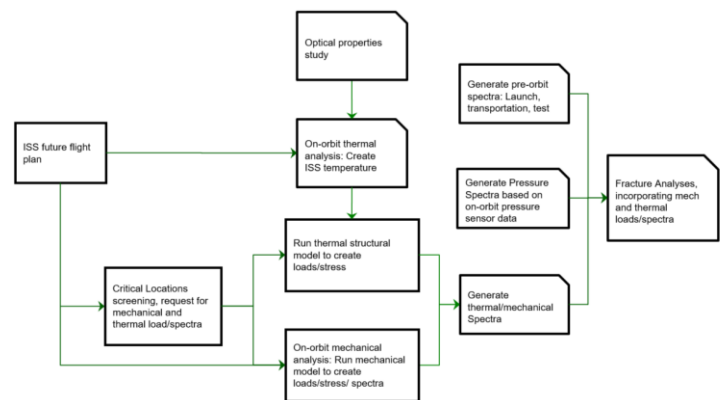 Optical properties
study
Generate pre-orbit
spectra: Launch,
transportation, test
ISS future flight
plan
On-orbit thermal
analysis: Create
ISS temperature
Generate Pressure
Spectra based on
on-orbit pressure
sensor data
Fracture Analyses,
incorporating mech
and thermal
loads/spectra
Run thermal structural
model to create
loads/stress
Critical Locations
screening, request for
mechanical and
thermal load/spectra
Generate
thermal/mechanical
Spectra
On-orbit mechanical
analysis: Run mechanical
model to create
loads/stress/ spectra